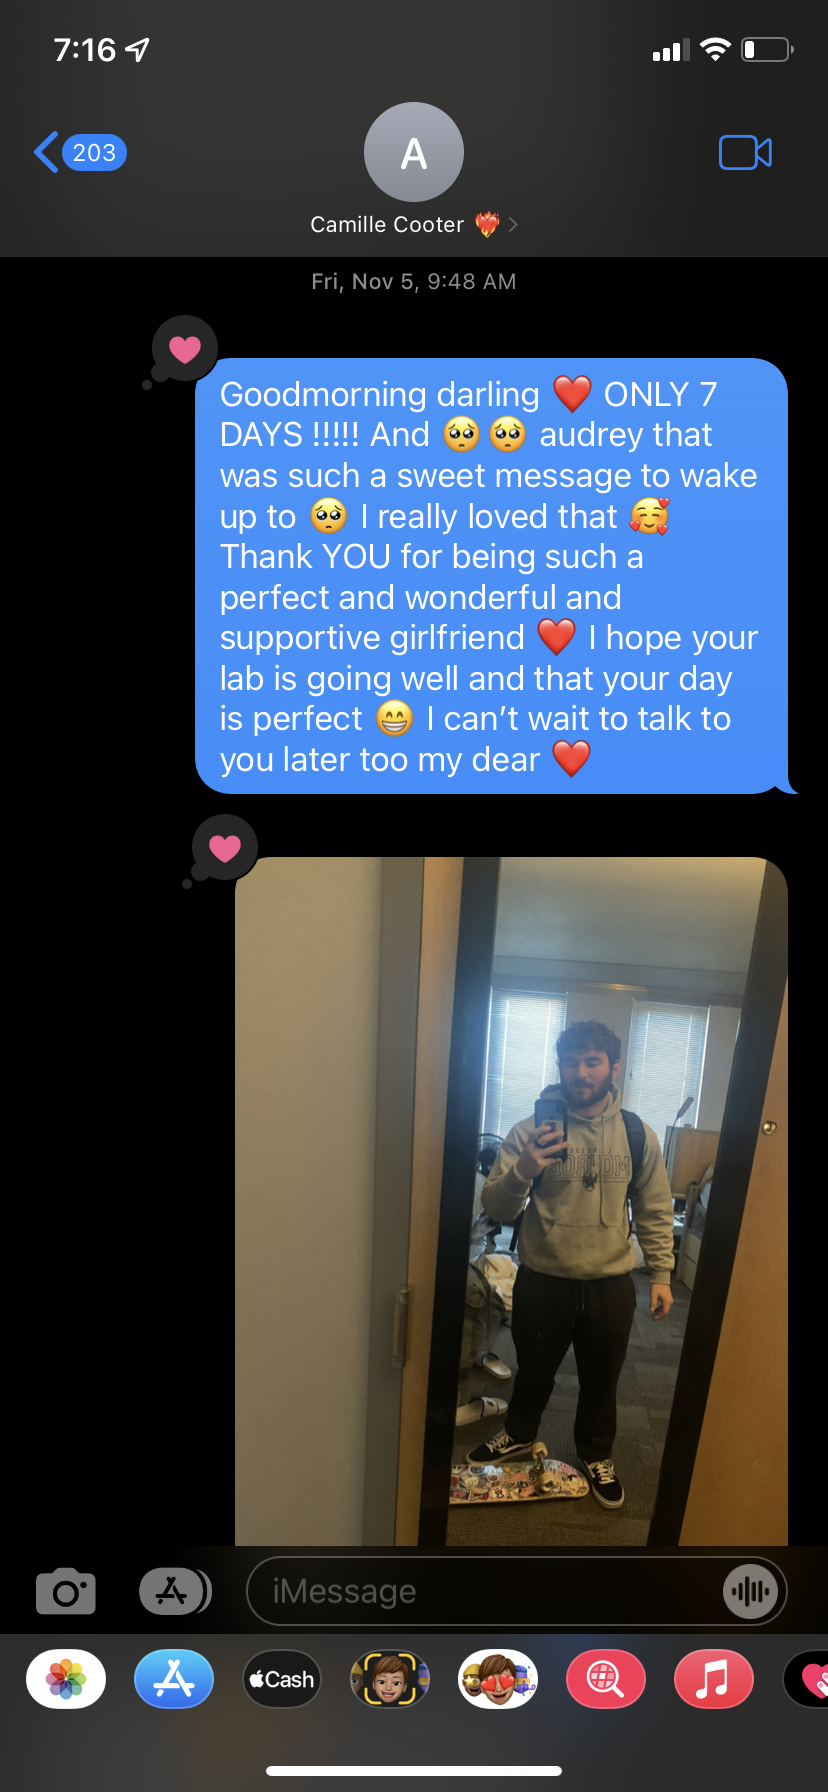 7:16
203
A
Camille Cooter ❤️‍🔥
Fri, Nov 5, 9:48 AM
Goodmorning darling ❤️ ONLY 7
DAYS !!!!! And 🥺🥺 audrey that
was such a sweet message to wake
up to 🥺 I really loved that 🥰
Thank YOU for being such a
perfect and wonderful and
supportive girlfriend ❤️ I hope your
lab is going well and that your day
is perfect 😁 I can’t wait to talk to
you later too my dear ❤️
iMessage
Cash